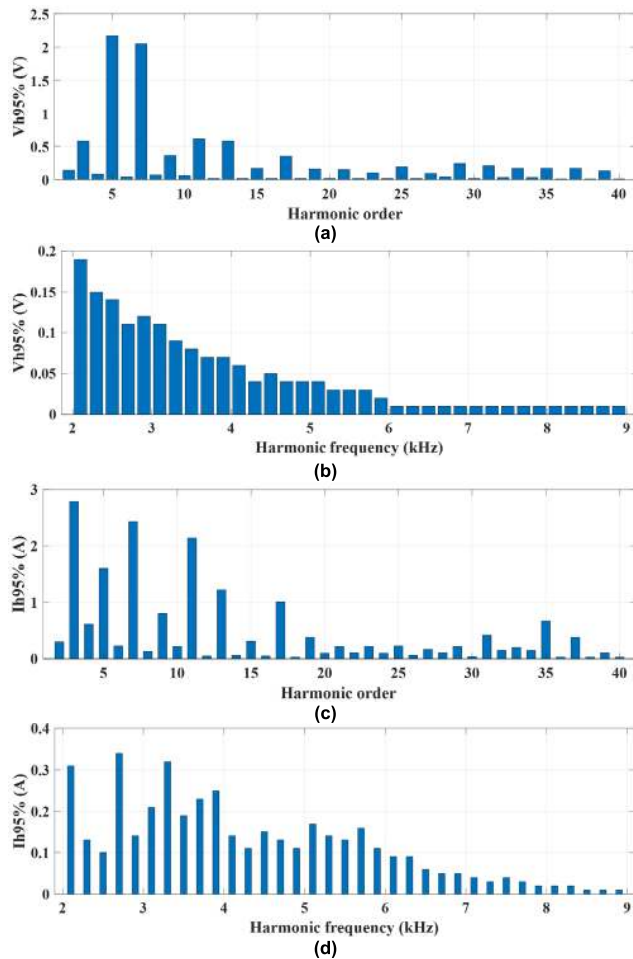 2.5
2
1.5
1
0.5
0
Vh95% (V)
5 10 15 20 25 30 35 40
Harmonic order
(a)
0.2
0.15
0.1
0.05
0
Vh95% (V)
2 3 4 5 6 7 8 9
Harmonic frequency (kHz)
(b)
3
2
1
0
Ih95% (A)
5 10 15 20 25 30 35 40
Harmonic order
(c)
0.4
0.3
0.2
0.1
0
Ih95% (A)
2 3 4 5 6 7 8 9
Harmonic frequency (kHz)
(d)